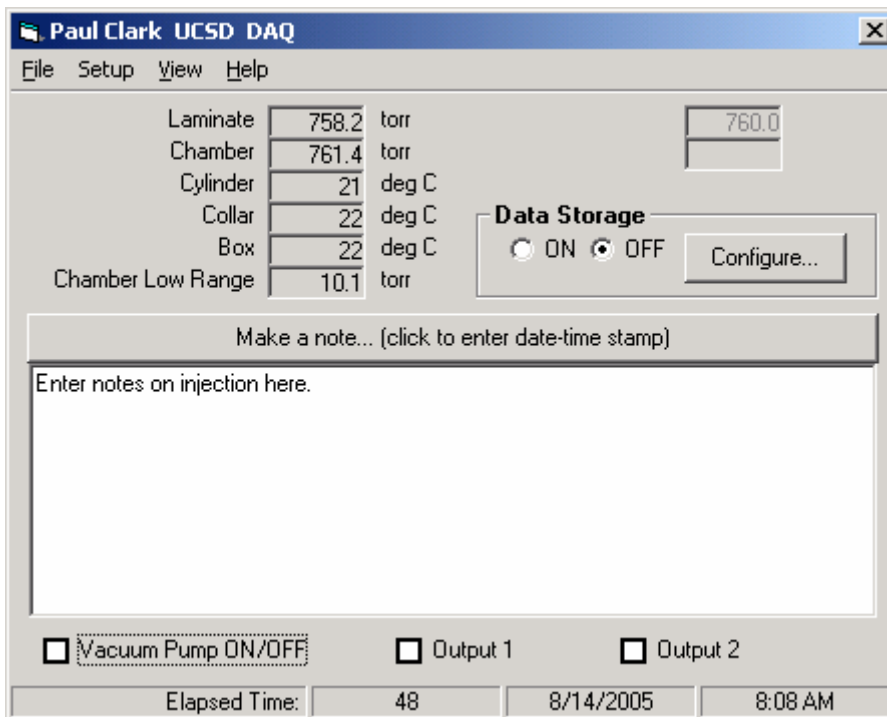 Paul Clark UCSD DAQ
File Setup View Help
Laminate 758.2 torr 760.0
Chamber 761.4 torr
Cylinder 21 deg C
Collar 22 deg C Data Storage
Box 22 deg C ON OFF Configure...
Chamber Low Range 10.1 torr
Make a note... (click to enter date-time stamp)
Enter notes on injection here.
Vacuum Pump ON/OFF Output 1 Output 2
Elapsed Time: 48 8/14/2005 8:08 AM